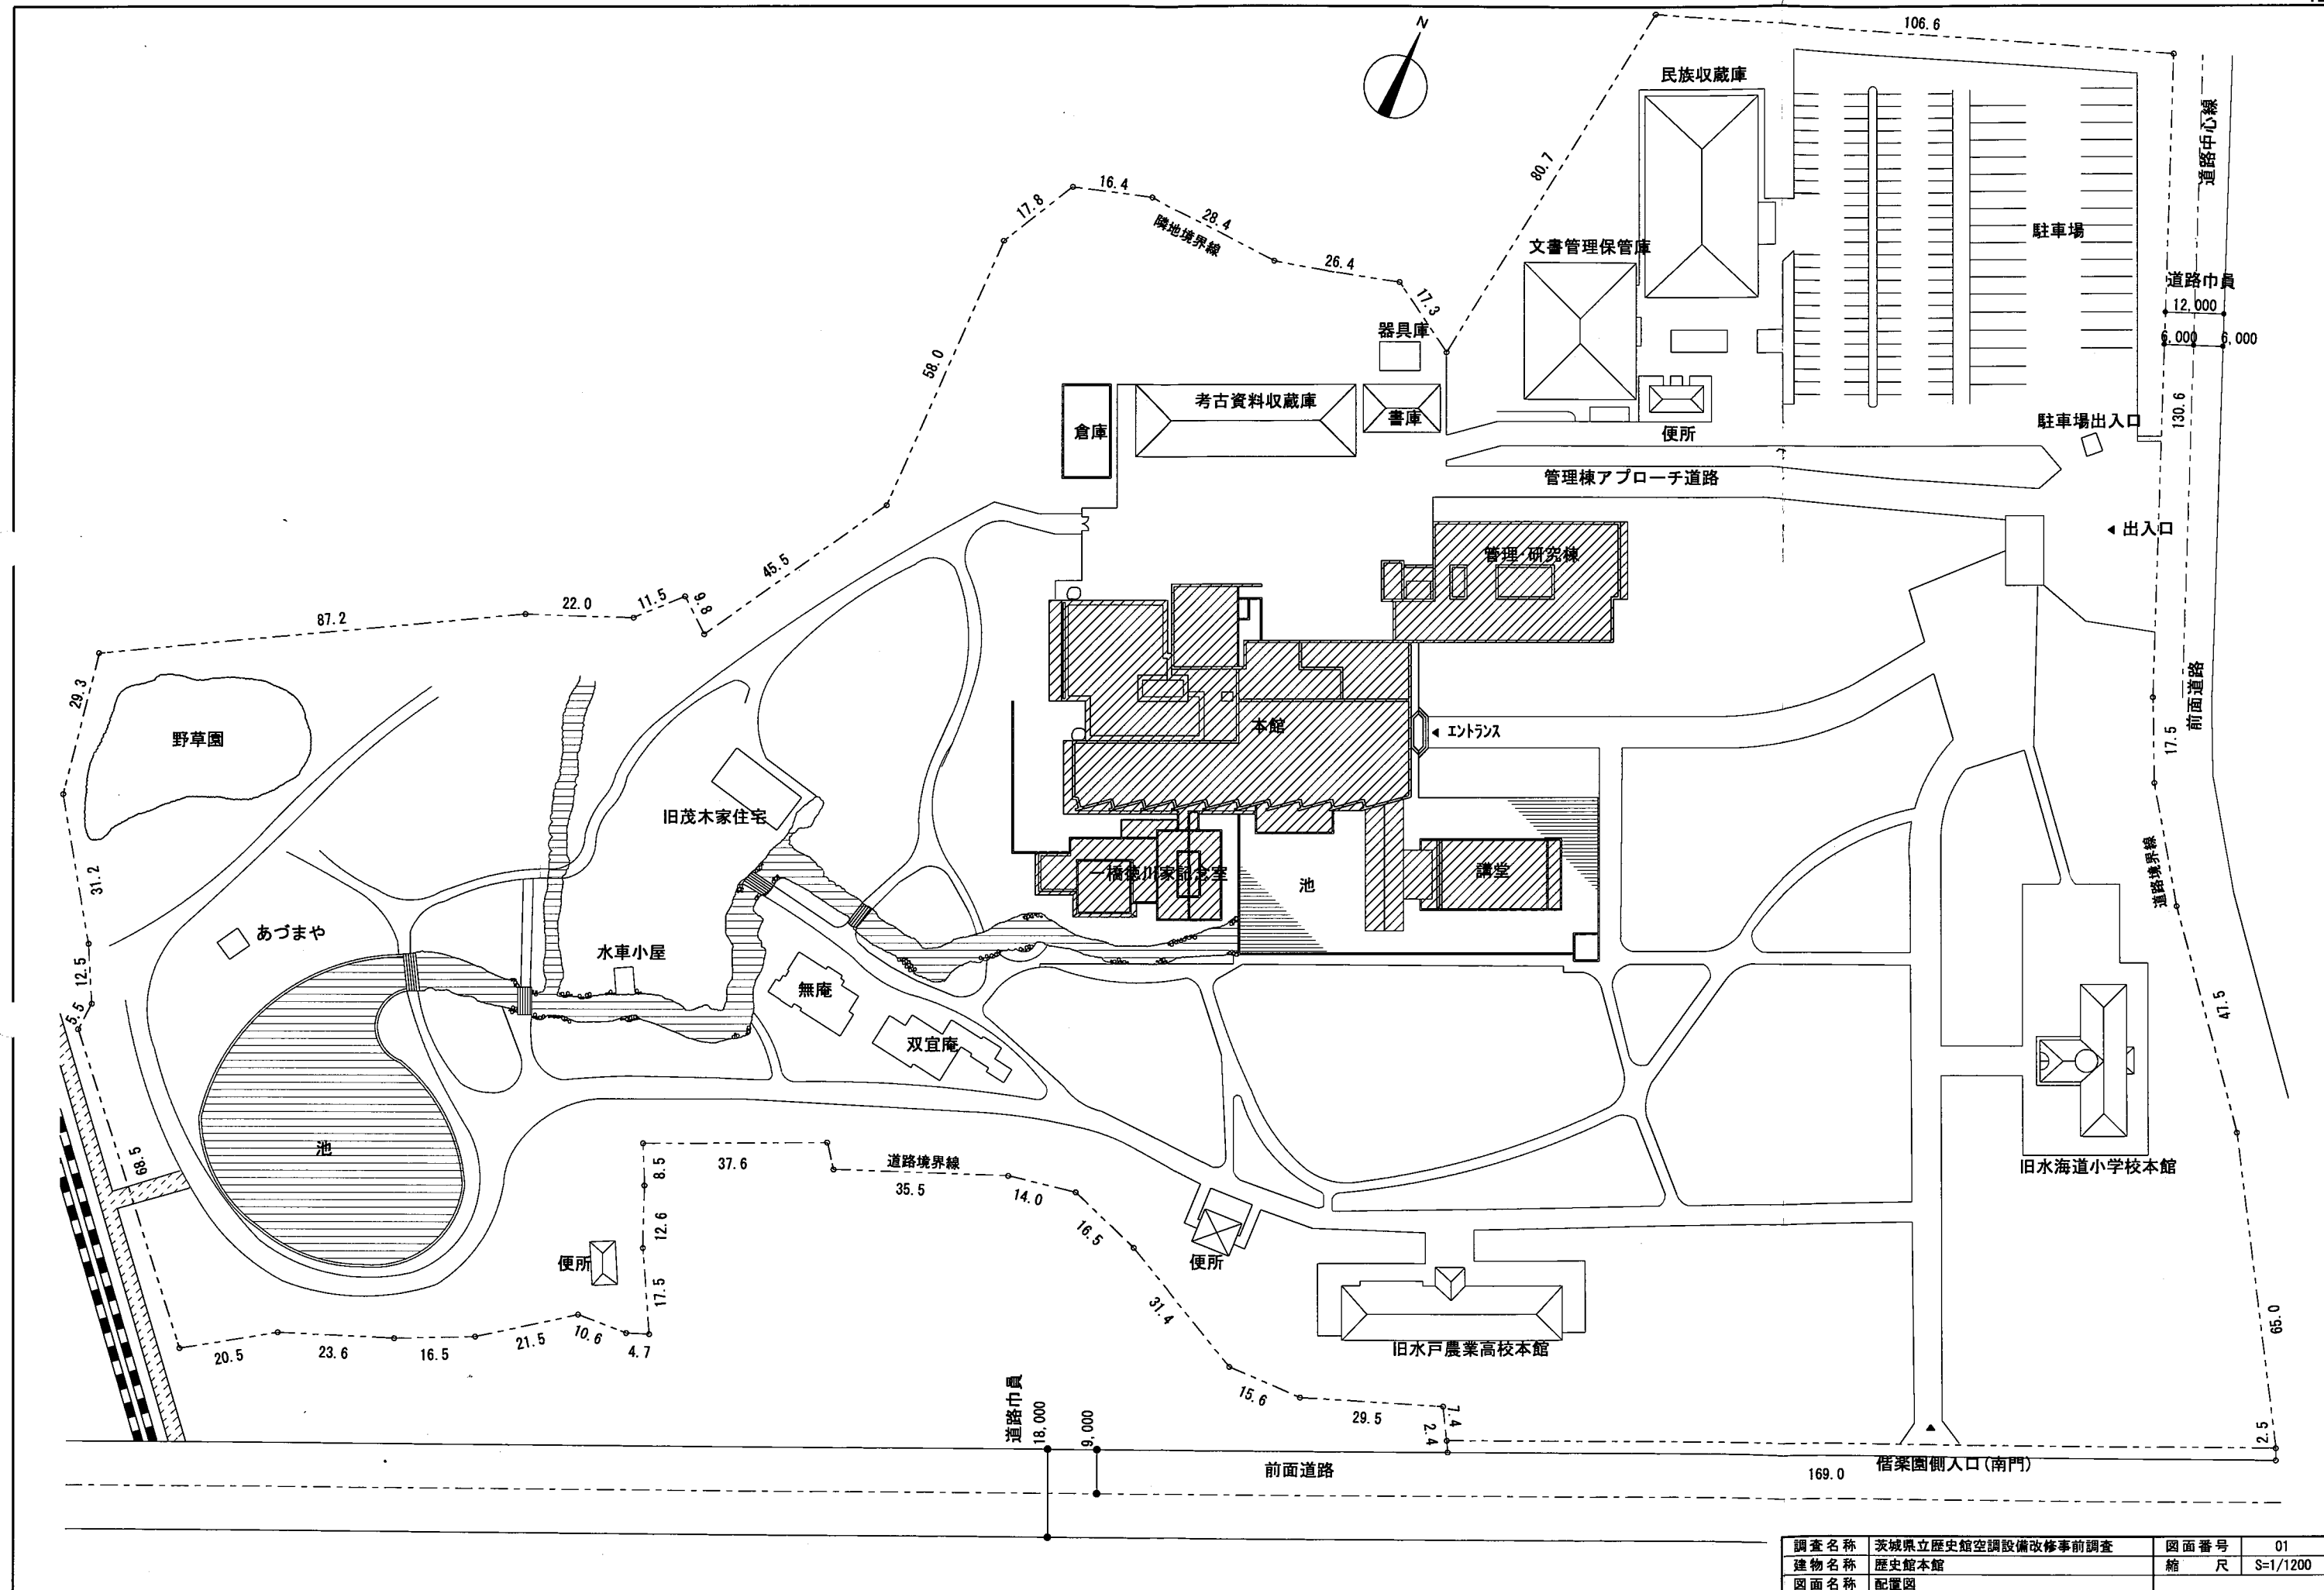 N
106.6
民族収蔵庫
道路中心線
80.7
16.4
17.8
28.4
隣地境界線
26.4
17.3
文書管理保管庫
駐車場
道路巾員
12,000
6,000
6,000
器具庫
58.0
考古資料収蔵庫
書庫
倉庫
便所
駐車場出入口
130.6
管理棟アプローチ道路
出入口
管理・研究棟
45.5
9.8
11.5
22.0
87.2
29.3
野草園
旧茂木家住宅
本館
エントランス
前面道路
17.5
道路境界線
31.2
一橋徳川家記念室
池
講堂
あづまや
水車小屋
12.5
5.5
無庵
双宜庵
47.5
池
68.5
8.5
37.6
道路境界線
35.5
14.0
12.6
16.5
旧水海道小学校本館
便所
17.5
便所
31.4
旧水戸農業高校本館
65.0
20.5
23.6
16.5
21.5
10.6
4.7
15.6
29.5
7.4
2.4
2.5
道路巾員
18,000
9,000
前面道路
169.0
偕楽園側入口(南門)
調査名称 茨城県立歴史館空調設備改修事前調査 図面番号 01
建物名称 歴史館本館 縮尺 S=1/1200
図面名称 配置図